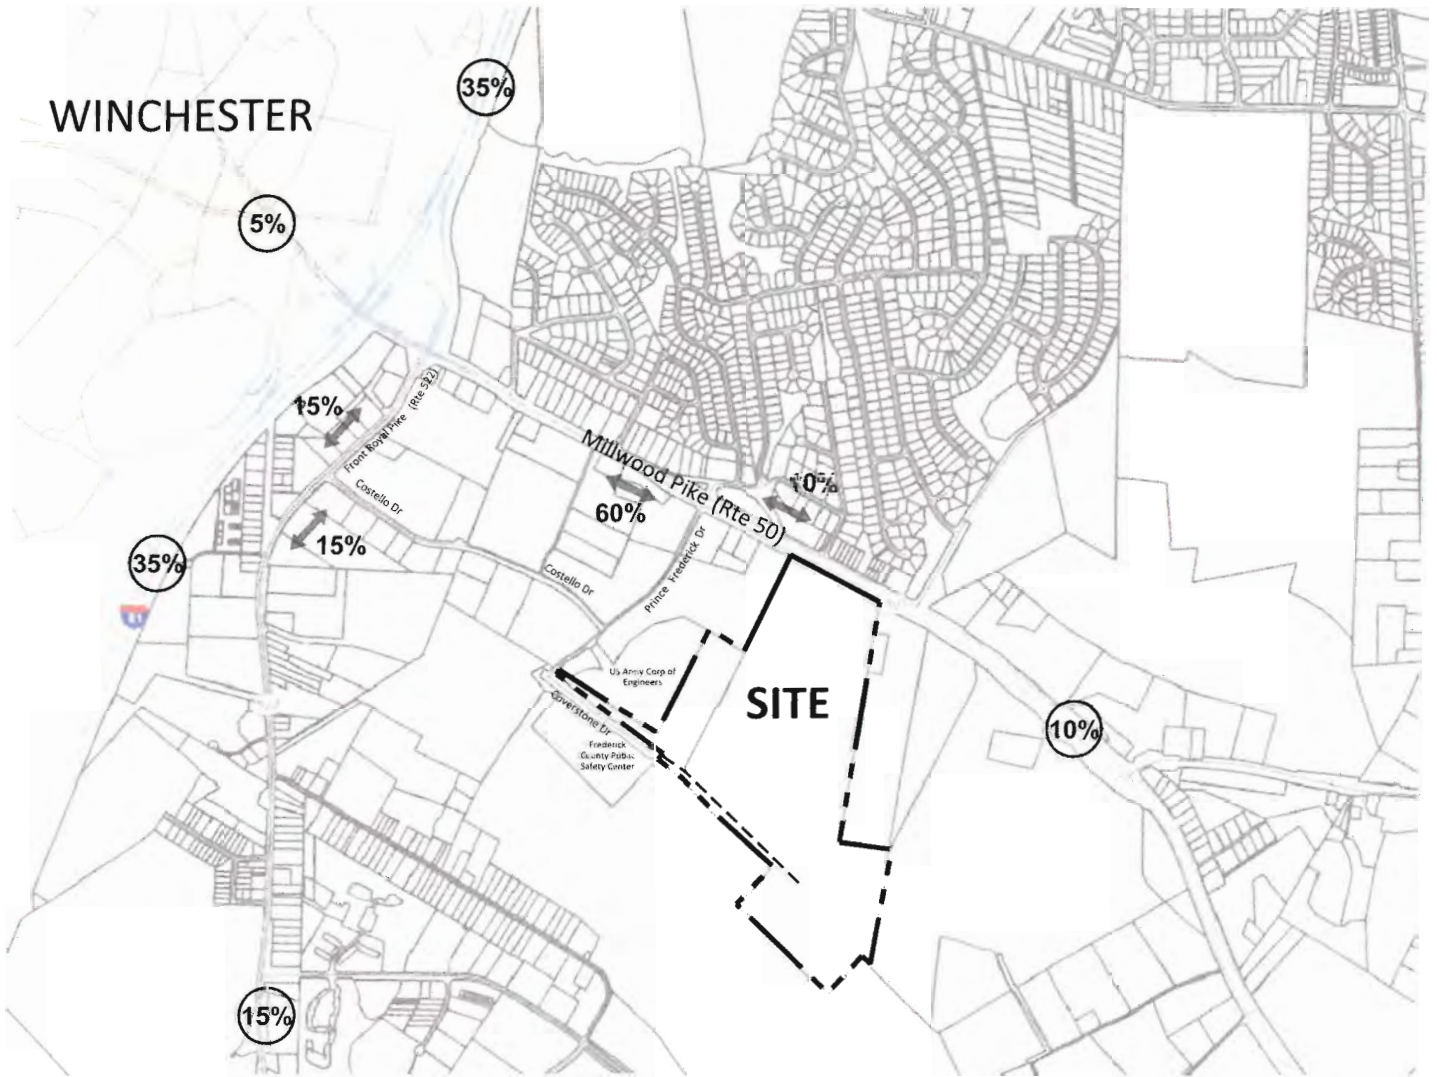 35%
WINCHESTER
5%
15%
Front Royal Pike (Rte 522)
Millwood Pike (Rte 50)
10%
Costello Dr
60%
15%
35%
Prince Frederick Dr
Costello Dr
US Army Corp of
Engineers
SITE
Coverstone Dr
10%
Frederick
County Public
Safety Center
15%